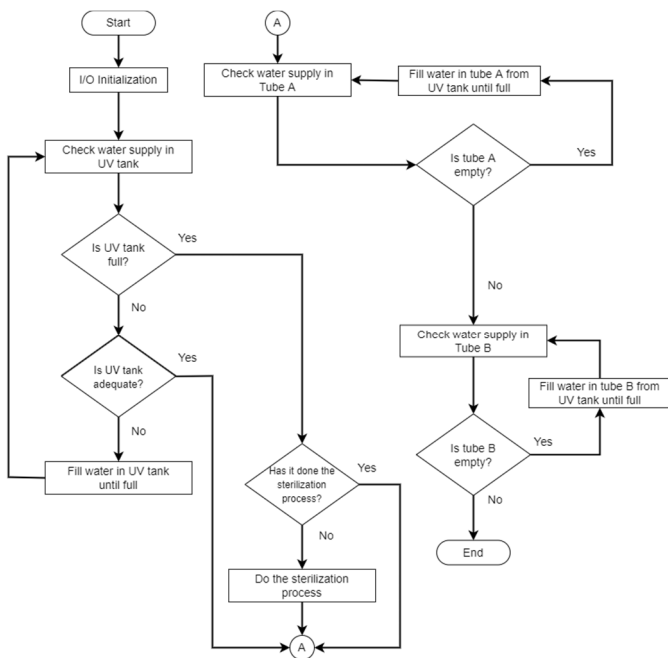 Start
I/O Initialization
Check water supply in
UV tank
Is UV tank
full?
Yes
No
Is UV tank
adequate?
Yes
No
Fill water in UV tank
until full
Has it done the
sterilization
process?
Yes
No
Do the sterilization
process
A
A
Check water supply in
Tube A
Fill water in tube A from
UV tank until full
Is tube A
empty?
Yes
No
Check water supply in
Tube B
Fill water in tube B from
UV tank until full
Is tube B
empty?
Yes
No
End